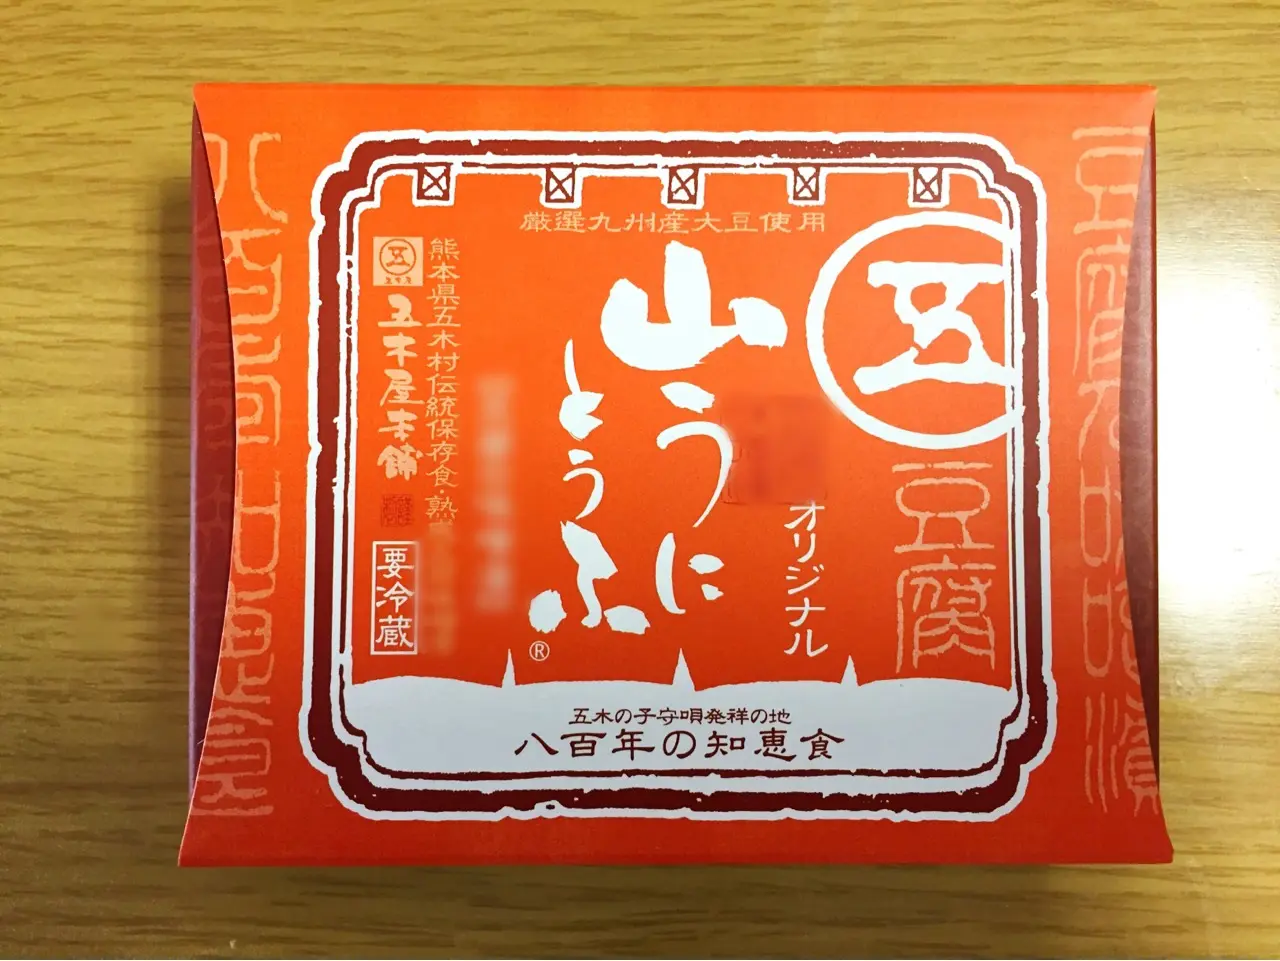 厳選九州産大豆使用
五
豆腐
オリジナル
山うに
とうふ
®
熊本県五木村伝統保存食・熟
五
五木屋本舗
要冷蔵
五木の子守唄発祥の地
八百年の知恵食